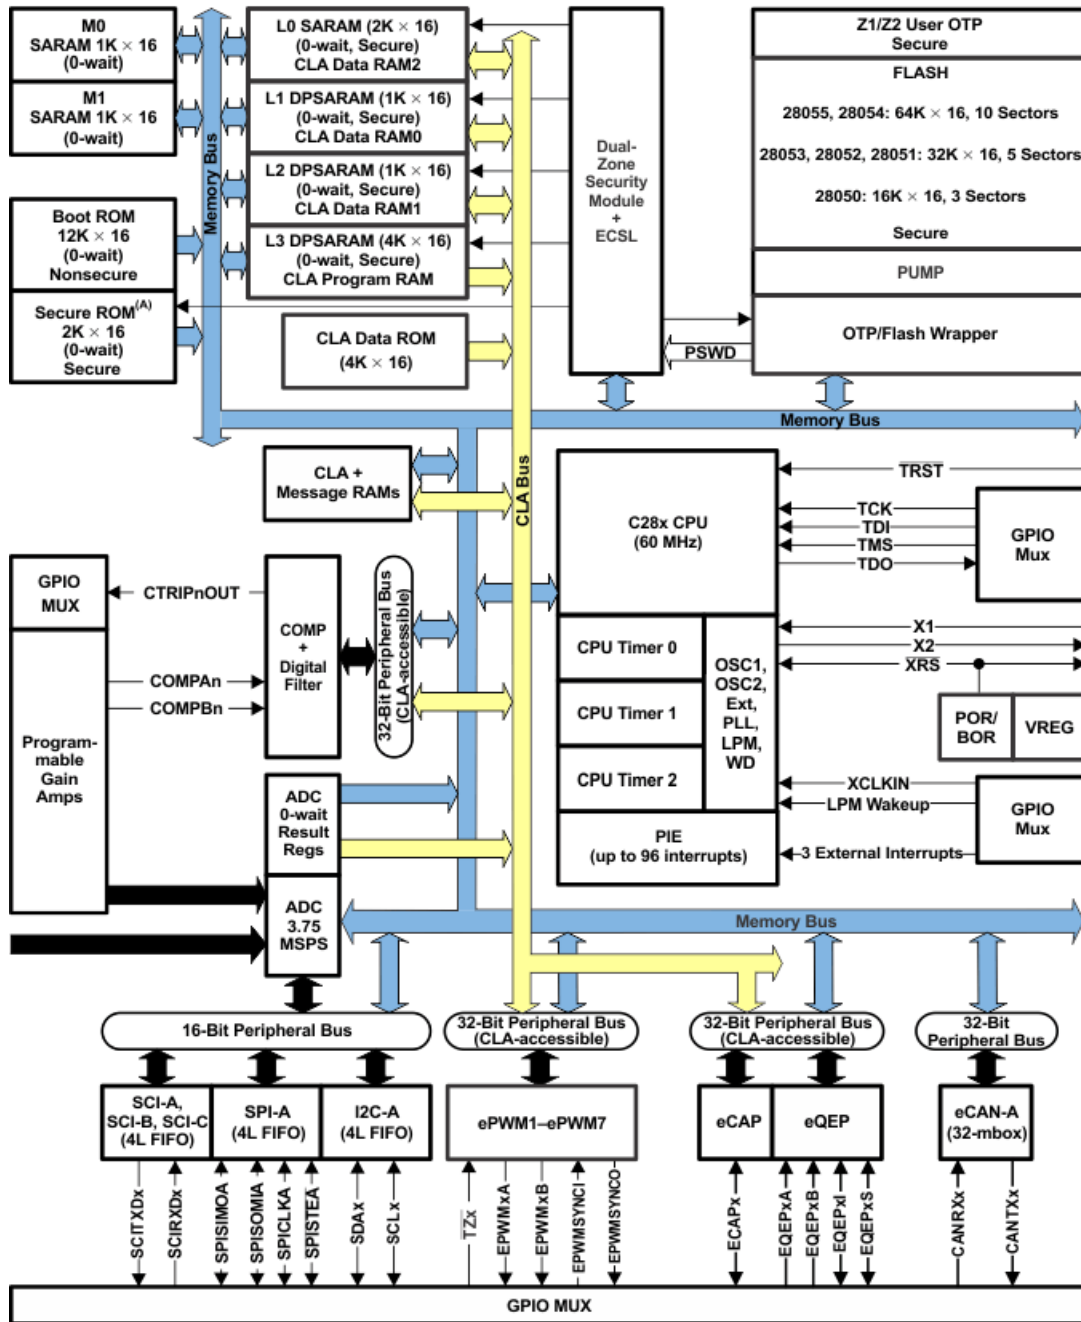 M0
SARAM 1K × 16
(0-wait)
M1
SARAM 1K × 16
(0-wait)
Boot ROM
12K × 16
(0-wait)
Nonsecure
Secure ROM(A)
2K × 16
(0-wait)
Secure
Memory Bus
L0 SARAM (2K × 16)
(0-wait, Secure)
CLA Data RAM2
L1 DPSARAM (1K × 16)
(0-wait, Secure)
CLA Data RAM0
L2 DPSARAM (1K × 16)
(0-wait, Secure)
CLA Data RAM1
L3 DPSARAM (4K × 16)
(0-wait, Secure)
CLA Program RAM
CLA Data ROM
(4K × 16)
CLA Bus
Dual-
Zone
Security
Module
+
ECSL
PSWD
Z1/Z2 User OTP
Secure
FLASH
28055, 28054: 64K × 16, 10 Sectors
28053, 28052, 28051: 32K × 16, 5 Sectors
28050: 16K × 16, 3 Sectors
Secure
PUMP
OTP/Flash Wrapper
Memory Bus
CLA +
Message RAMs
C28x CPU
(60 MHz)
TRST
TCK
TDI
TMS
TDO
GPIO
Mux
GPIO
MUX
CTRIPnOUT
COMPAn
COMPBn
COMP
+
Digital
Filter
32-Bit Peripheral Bus
(CLA-accessible)
Program-
mable
Gain
Amps
CPU Timer 0
CPU Timer 1
CPU Timer 2
OSC1,
OSC2,
Ext,
PLL,
LPM,
WD
X1
X2
XRS
POR/
BOR
VREG
XCLKIN
LPM Wakeup
3 External Interrupts
GPIO
Mux
PIE
(up to 96 interrupts)
ADC
0-wait
Result
Regs
ADC
3.75
MSPS
Memory Bus
16-Bit Peripheral Bus
32-Bit Peripheral Bus
(CLA-accessible)
32-Bit Peripheral Bus
(CLA-accessible)
32-Bit
Peripheral Bus
SCI-A,
SCI-B, SCI-C
(4L FIFO)
SPI-A
(4L FIFO)
I2C-A
(4L FIFO)
ePWM1–ePWM7
eCAP
eQEP
eCAN-A
(32-mbox)
SCITXDx
SCIRXDx
SPISIMOA
SPISOMIA
SPICLKA
SPISTEA
SDAx
SCLx
TZx
EPWMxA
EPWMxB
EPWMSYNCI
EPWMSYNCO
ECAPx
EQEPxA
EQEPxB
EQEPxI
EQEPxS
CANRXx
CANTXx
GPIO MUX